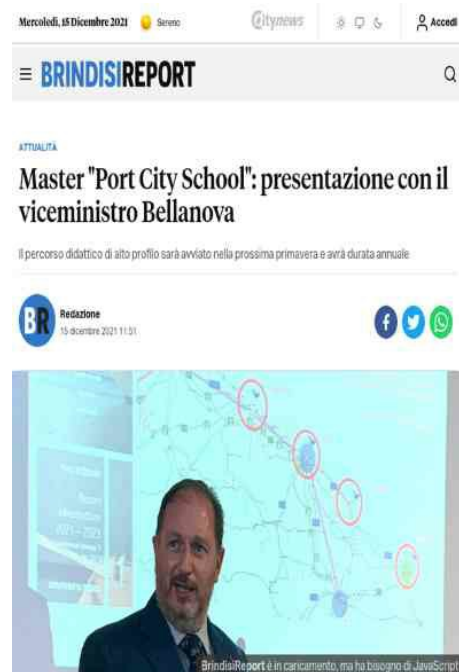 Mercoledì, 15 Dicembre 2021 Sereno Citynews Accedi
BRINDISIREPORT
ATTUALITÀ
Master "Port City School": presentazione con il
viceministro Bellanova
Il percorso didattico di alto profilo sarà avviato nella prossima primavera e avrà durata annuale
BR
Redazione
15 dicembre 2021 11:51
BrindisiReport è in caricamento, ma ha bisogno di JavaScript